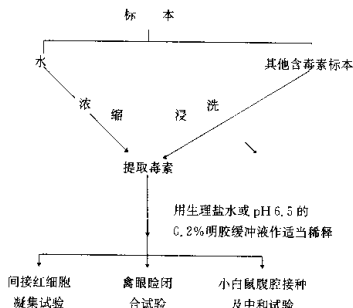 标 本
水 其他含毒素标本
浓 缩 浸 洗
提取毒素
用生理盐水或 pH 6.5 的
0.2%明胶缓冲液作适当稀释
间接红细胞 禽眼睑闭 小白鼠腹腔接种
凝集试验 合试验 及中和试验